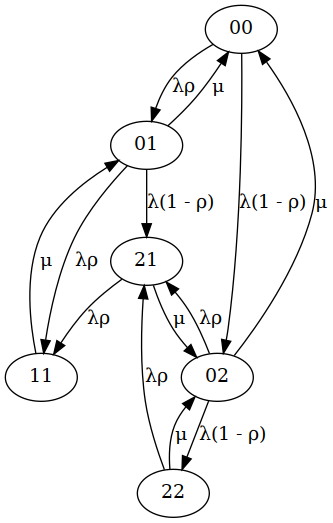 00
λρ μ
01
λ(1 - ρ) λ(1 - ρ) μ
μ λρ 21
λρ μ λρ
11 02
λρ μ λ(1 - ρ)
22